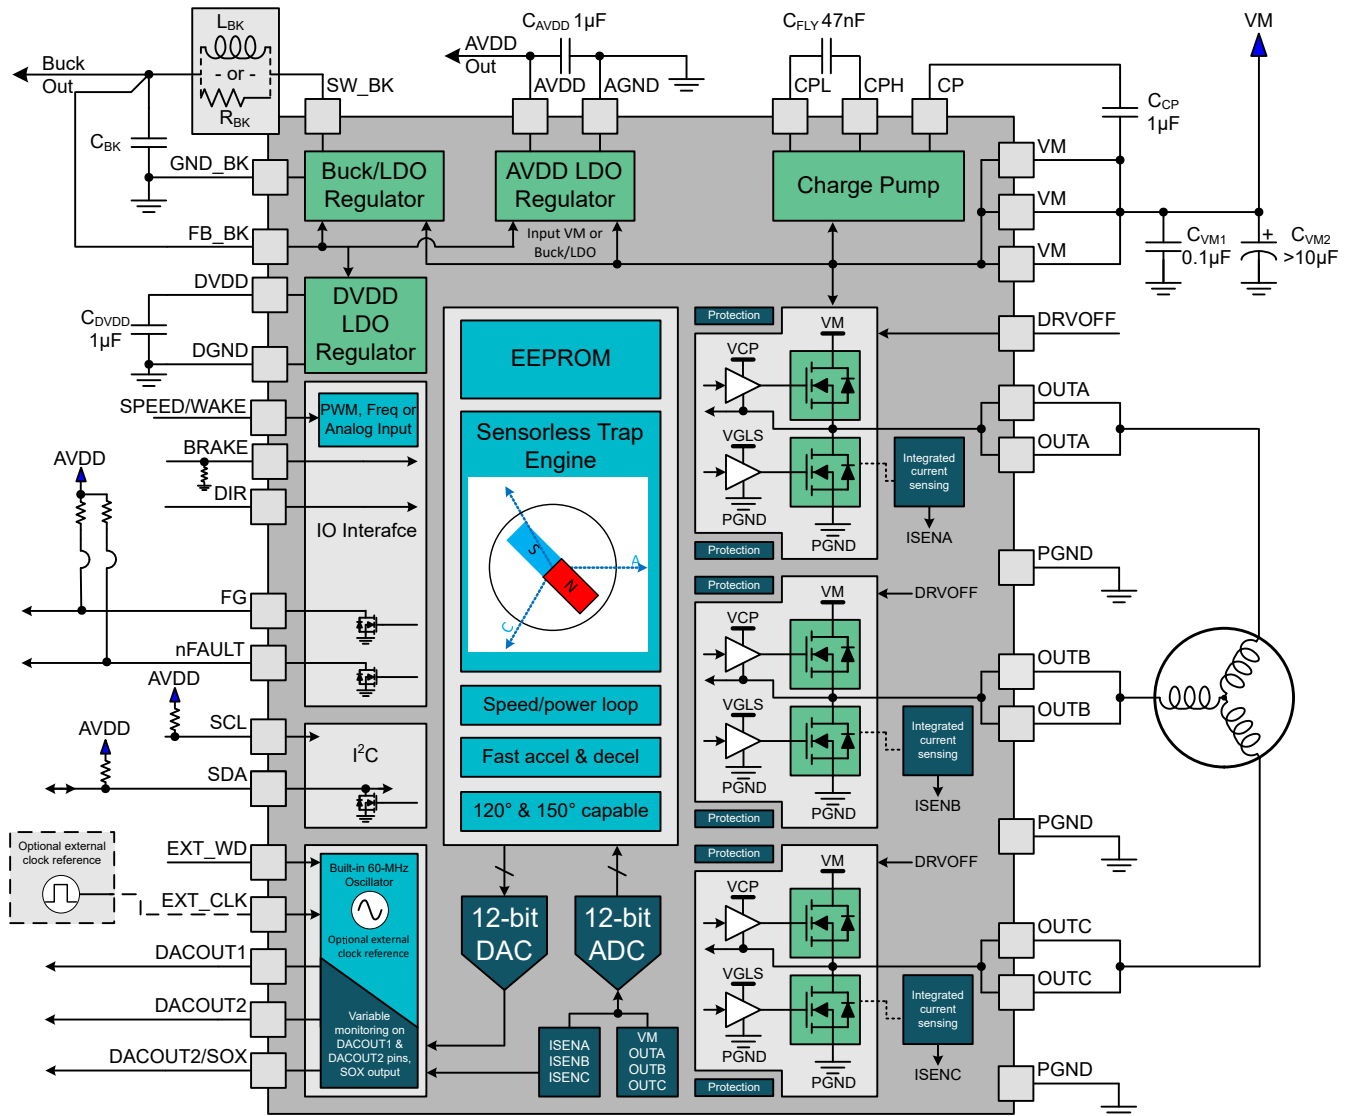 LBK
- or -
RBK
Buck
Out
CBK
SW_BK
GND_BK
FB_BK
CAVDD 1µF
AVDD
Out
AVDD
AGND
CFLY 47nF
CPL
CPH
CP
CCP
1µF
VM
VM
VM
VM
CVM1
0.1µF
+
CVM2
>10µF
Buck/LDO
Regulator
AVDD LDO
Regulator
Charge Pump
Input VM or
Buck/LDO
DVDD
CDVDD
1µF
DGND
DVDD
LDO
Regulator
SPEED/WAKE
PWM, Freq or
Analog Input
BRAKE
AVDD
DIR
IO Interafce
FG
nFAULT
AVDD
SCL
AVDD
SDA
I2C
EEPROM
Sensorless Trap
Engine
S
N
A
C
Speed/power loop
Fast accel & decel
120° & 150° capable
Optional external
clock reference
EXT_WD
EXT_CLK
DACOUT1
DACOUT2
DACOUT2/SOX
Built-in 60-MHz
Oscillator
Optional external
clock reference
Variable
monitoring on
DACOUT1 &
DACOUT2 pins,
SOX output
12-bit
DAC
12-bit
ADC
ISENA
ISENB
ISENC
VM
OUTA
OUTB
OUTC
Protection
VM
VCP
VGLS
PGND
PGND
DRVOFF
OUTA
OUTA
Integrated
current
sensing
ISENA
PGND
Protection
Protection
VM
DRVOFF
VCP
VGLS
PGND
PGND
OUTB
OUTB
Integrated
current
sensing
ISENB
PGND
Protection
Protection
VM
DRVOFF
VCP
VGLS
PGND
PGND
OUTC
OUTC
Integrated
current
sensing
ISENC
PGND
Protection